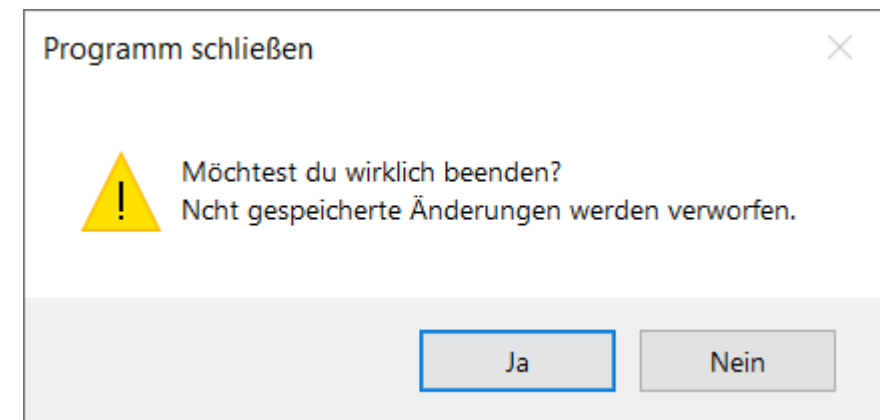 Programm schließen
Möchtest du wirklich beenden?
Ncht gespeicherte Änderungen werden verworfen.
Ja
Nein